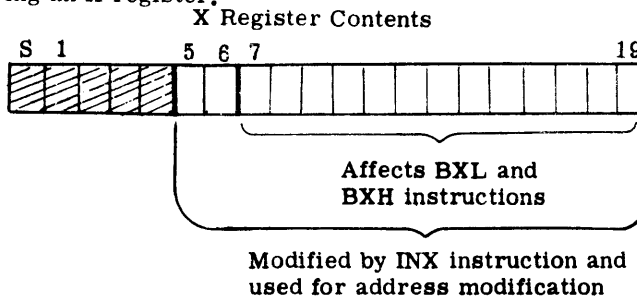 X Register Contents
S 1 5 6 7 19
Affects BXL and
BXH instructions
Modified by INX instruction and
used for address modification